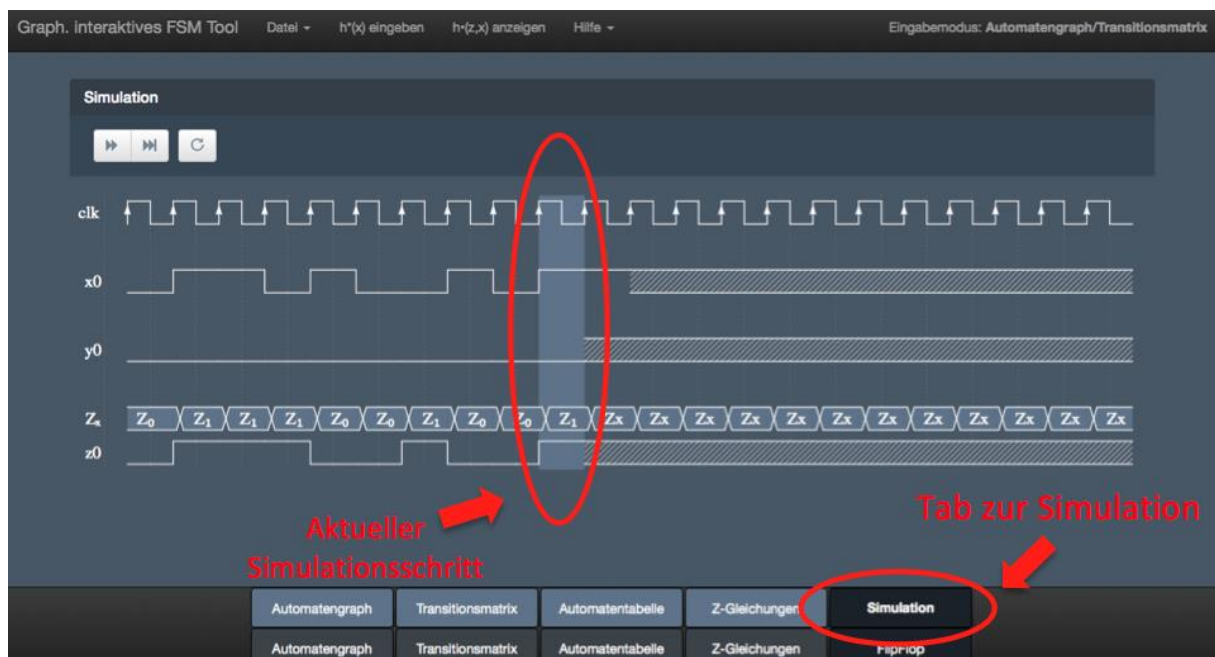 Graph. interaktives FSM Tool Datei h*(x) eingeben h*(z,x) anzeigen Hilfe Eingabemodus: Automatengraph/Transitionsmatrix
Simulation
clk
x0
y0
Zₓ Z₀ Z₁ Z₁ Z₁ Z₀ Z₀ Z₁ Z₀ Z₀ Z₁ Zx Zx Zx Zx Zx Zx Zx Zx Zx Zx Zx Zx
z0
Aktueller
Simulationsschritt
Tab zur Simulation
Automatengraph Transitionsmatrix Automatentabelle Z-Gleichungen Simulation
Automatengraph Transitionsmatrix Automatentabelle Z-Gleichungen FlipFlop